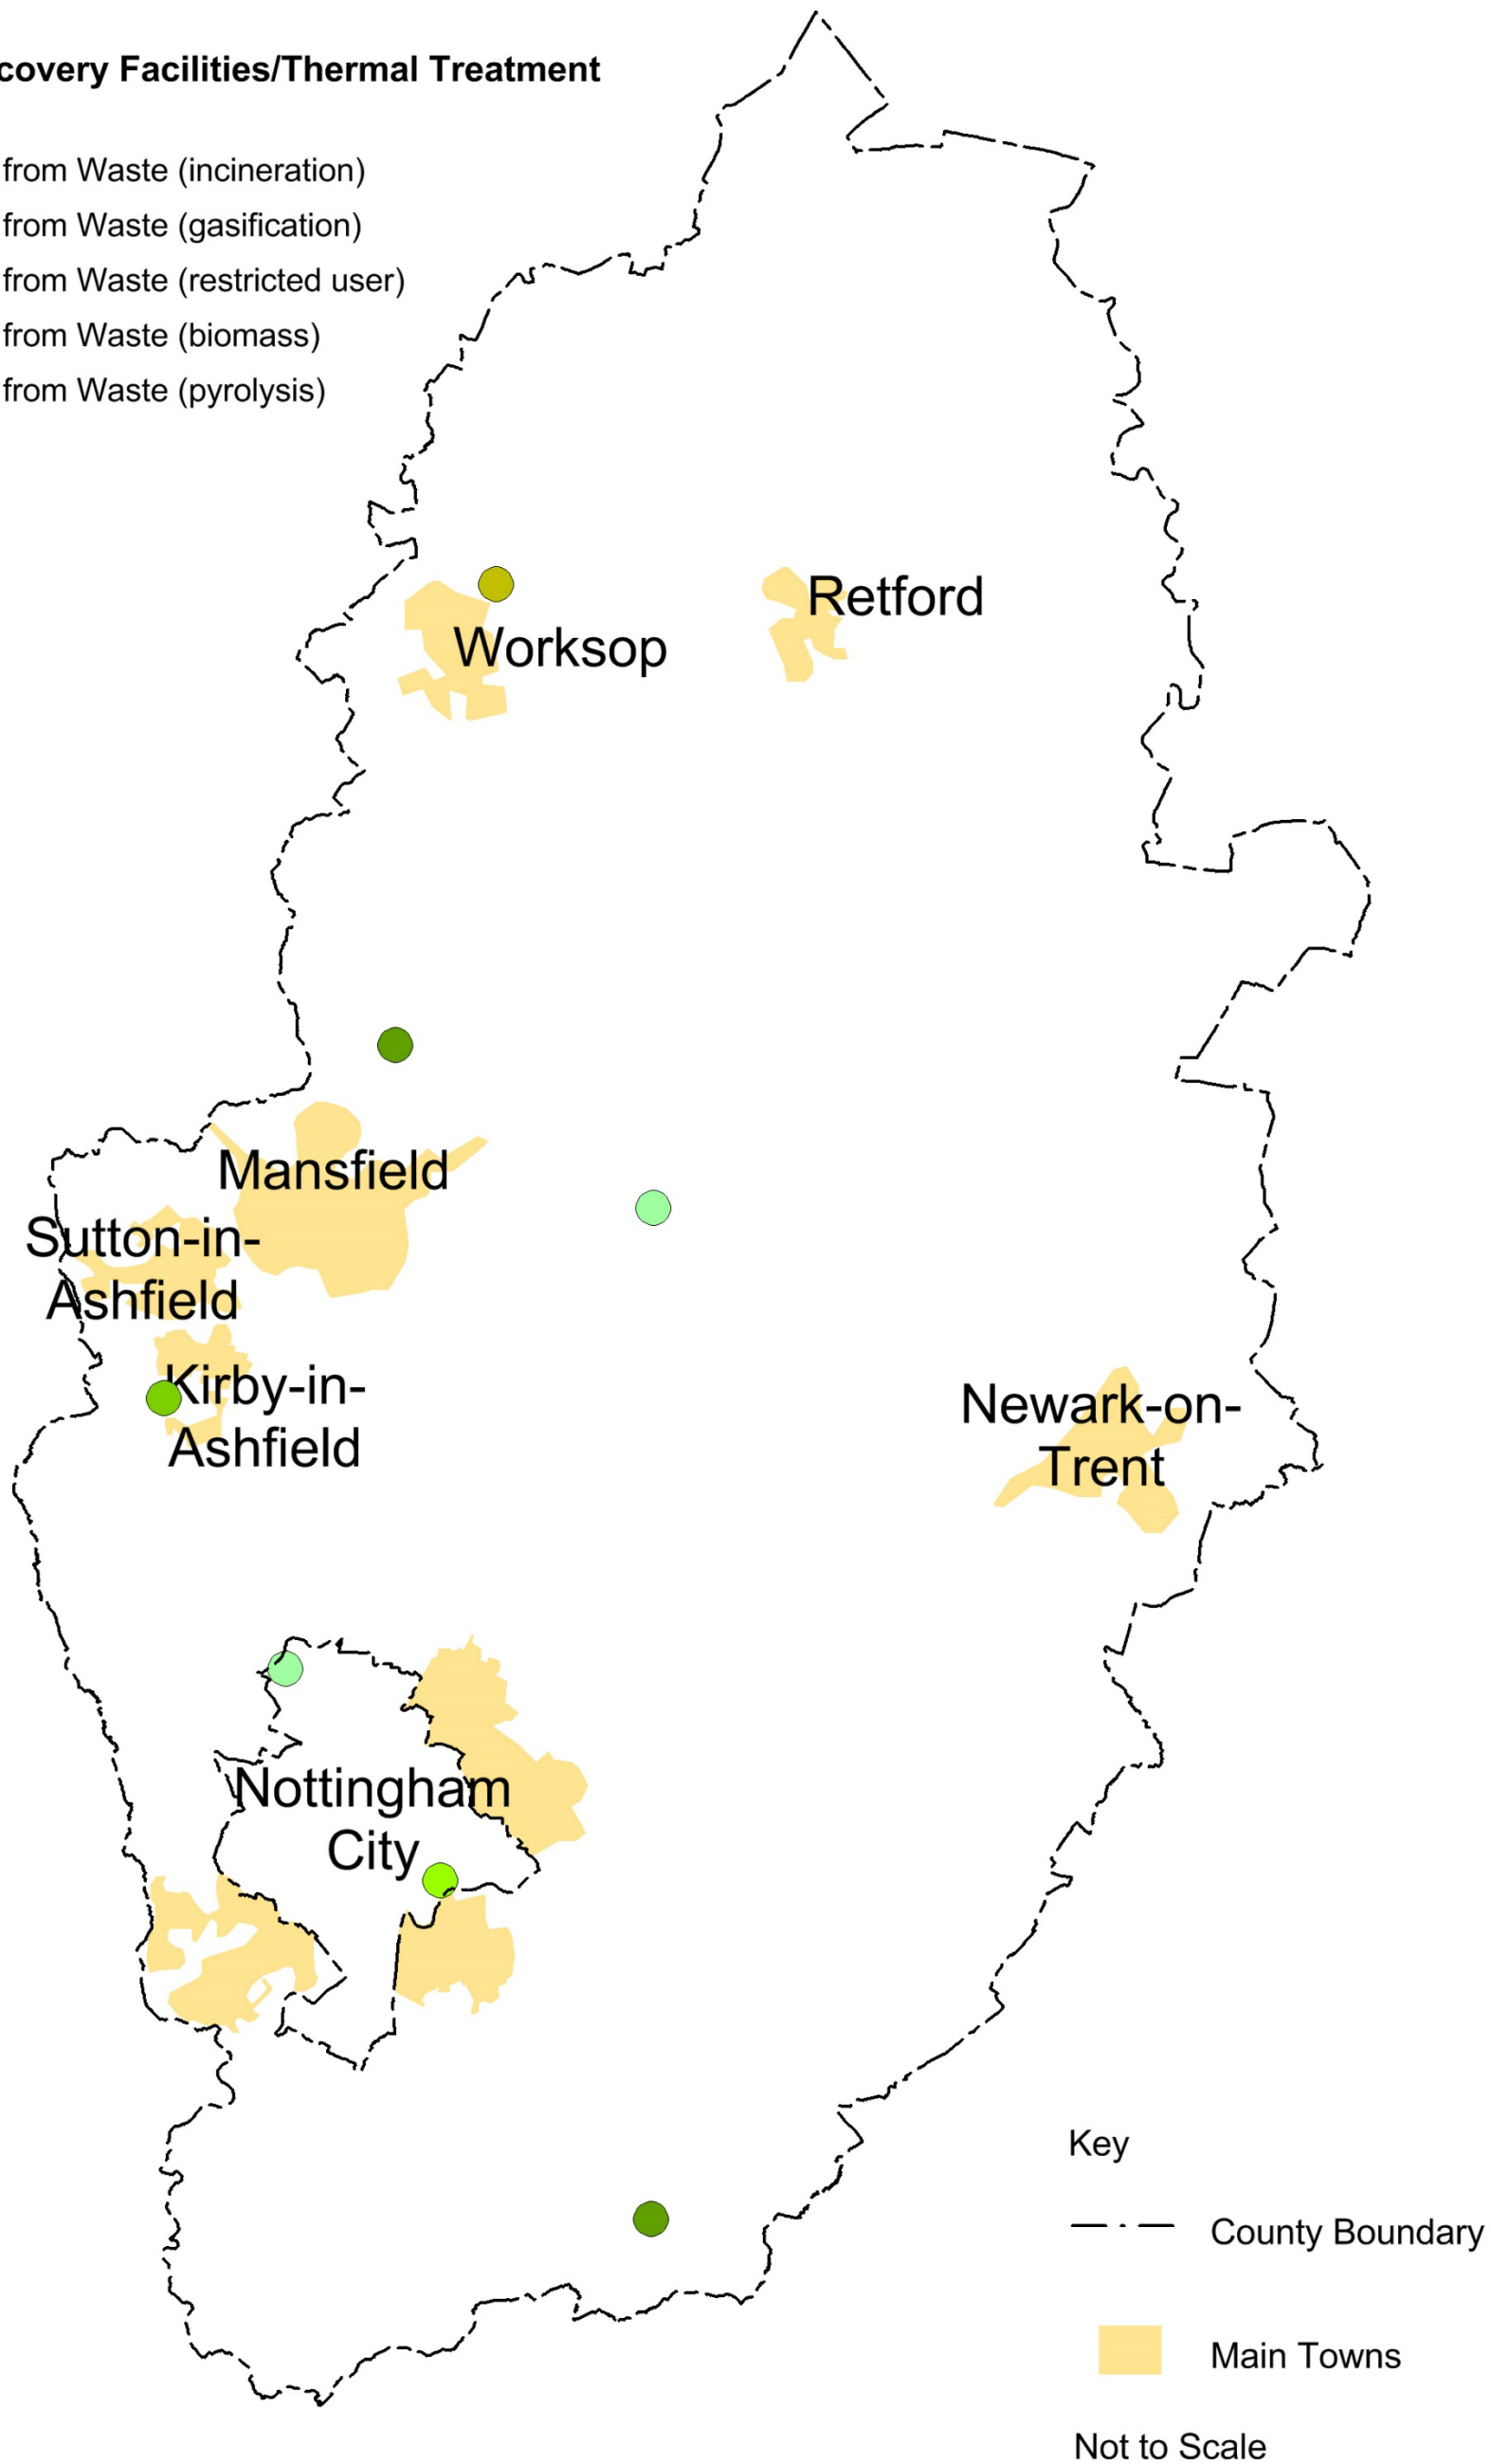 covery Facilities/Thermal Treatment
from Waste (incineration)
from Waste (gasification)
from Waste (restricted user)
from Waste (biomass)
from Waste (pyrolysis)
Retford
Worksop
Mansfield
Sutton-in-
Ashfield
Kirby-in-
Ashfield
Newark-on-
Trent
Nottingham
City
Key
County Boundary
Main Towns
Not to Scale